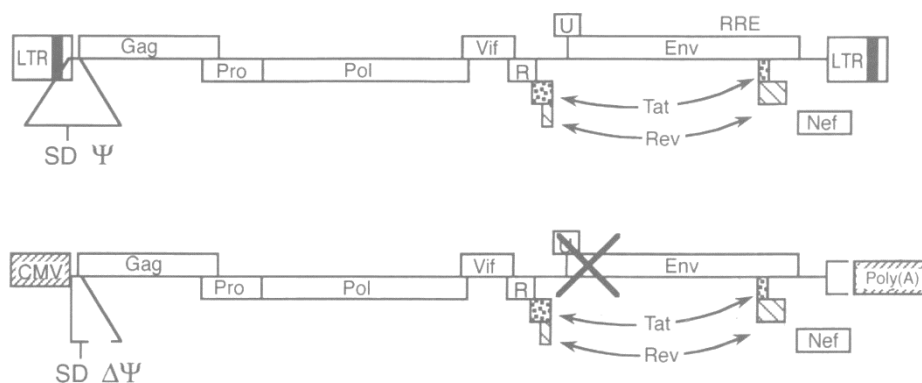 U RRE
LTR Gag Vif Env LTR
Pro Pol R
Tat
Rev Nef
SD Ψ
U
CMV Gag Vif Env
Pro Pol R Poly(A)
Tat
Rev Nef
SD ΔΨ